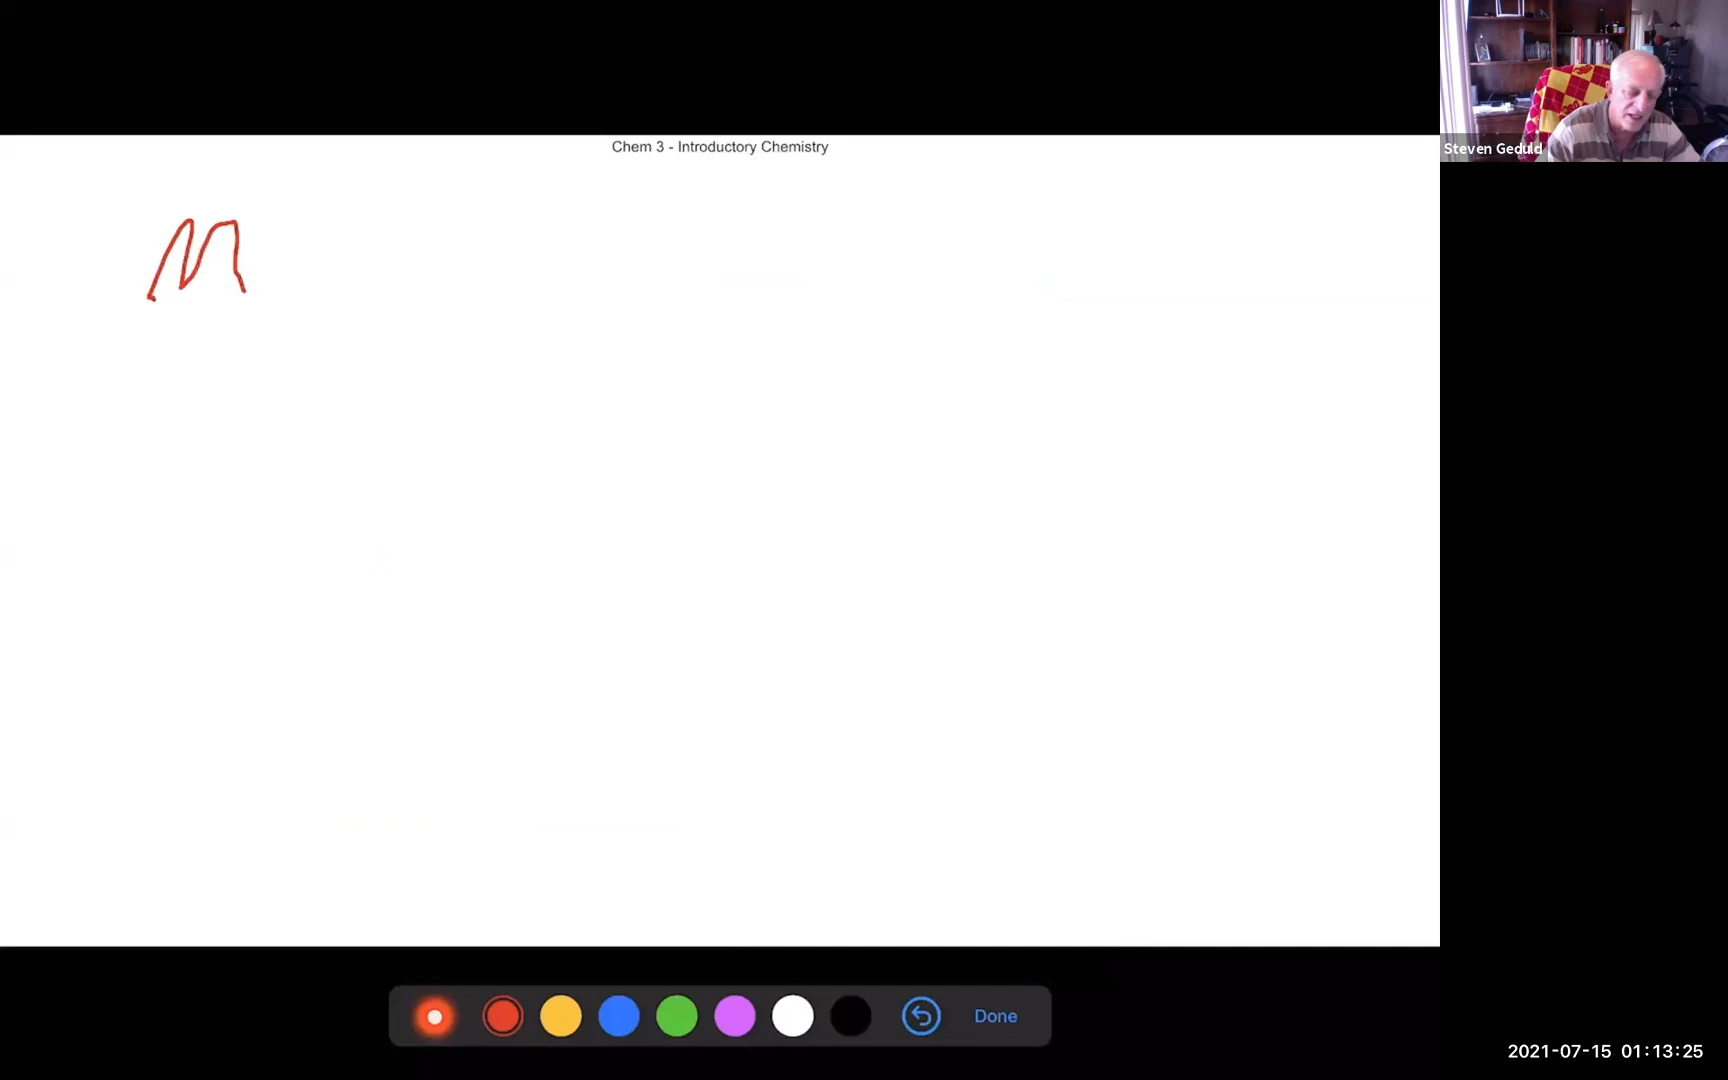 Chem 3 - Introductory Chemistry
Steven Geduld
M
Done
2021-07-15 01:13:25